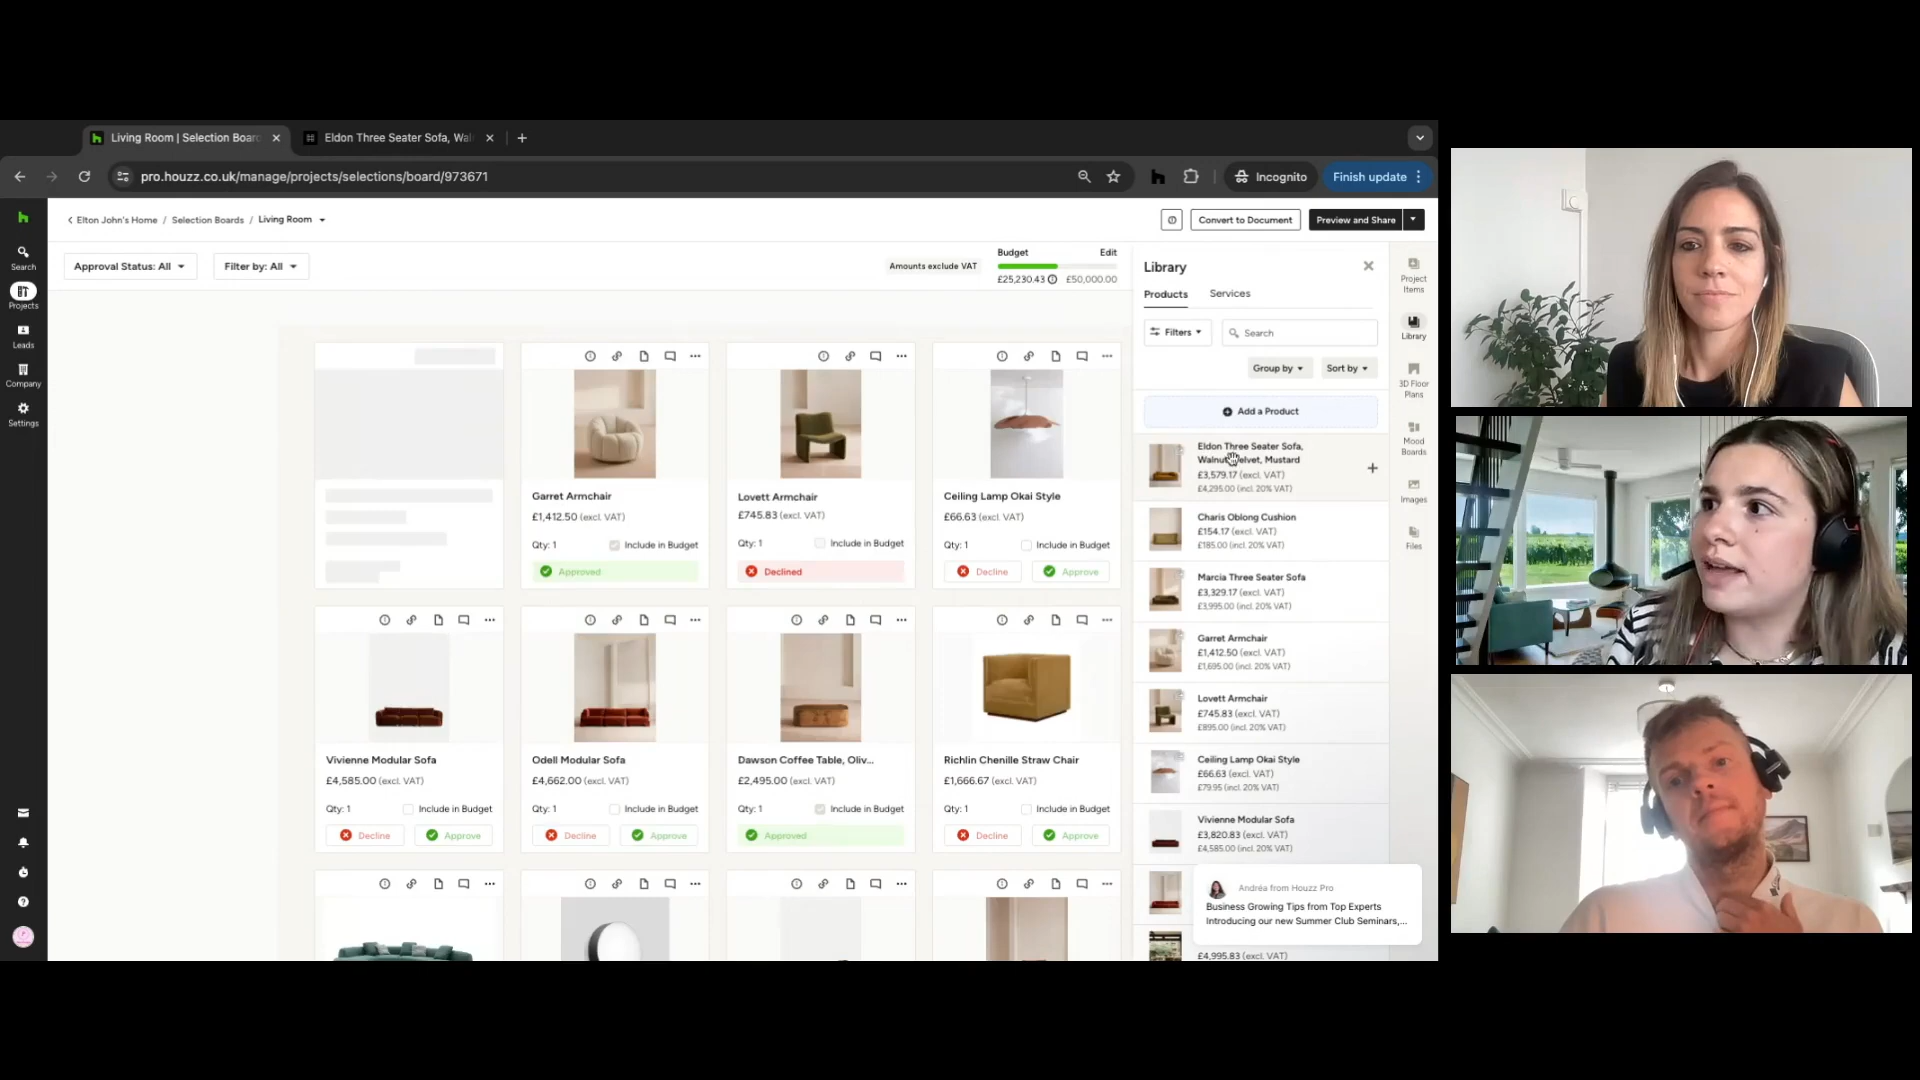 Living Room | Selection Boar
Eldon Three Seater Sofa, Wal
pro.houzz.co.uk/manage/projects/selections/board/973671
Incognito
Finish update
Elton John's Home / Selection Boards / Living Room
Convert to Document
Preview and Share
Search
Projects
Leads
Company
Settings
Approval Status: All
Filter by: All
Amounts exclude VAT
Budget
Edit
£25,230.43
£50,000.00
Garret Armchair
£1,412.50 (excl. VAT)
Qty: 1
Include in Budget
Approved
Lovett Armchair
£745.83 (excl. VAT)
Qty: 1
Include in Budget
Declined
Ceiling Lamp Okai Style
£66.63 (excl. VAT)
Qty: 1
Include in Budget
Decline
Approve
Vivienne Modular Sofa
£4,585.00 (excl. VAT)
Qty: 1
Include in Budget
Decline
Approve
Odell Modular Sofa
£4,662.00 (excl. VAT)
Qty: 1
Include in Budget
Decline
Approve
Dawson Coffee Table, Oliv...
£2,495.00 (excl. VAT)
Qty: 1
Include in Budget
Approved
Richlin Chenille Straw Chair
£1,666.67 (excl. VAT)
Qty: 1
Include in Budget
Decline
Approve
Library
Products
Services
Filters
Search
Group by
Sort by
Add a Product
Eldon Three Seater Sofa,
Walnut Velvet, Mustard
£3,579.17 (excl. VAT)
£4,295.00 (incl. 20% VAT)
Charis Oblong Cushion
£154.17 (excl. VAT)
£185.00 (incl. 20% VAT)
Marcia Three Seater Sofa
£3,329.17 (excl. VAT)
£3,995.00 (incl. 20% VAT)
Garret Armchair
£1,412.50 (excl. VAT)
£1,695.00 (incl. 20% VAT)
Lovett Armchair
£745.83 (excl. VAT)
£895.00 (incl. 20% VAT)
Ceiling Lamp Okai Style
£66.63 (excl. VAT)
£79.95 (incl. 20% VAT)
Vivienne Modular Sofa
£3,820.83 (excl. VAT)
£4,585.00 (incl. 20% VAT)
Andréa from Houzz Pro
Business Growing Tips from Top Experts
Introducing our new Summer Club Seminars,...
£4,995.83 (excl. VAT)
Project
Items
Library
3D Floor
Plans
Mood
Boards
Images
Files